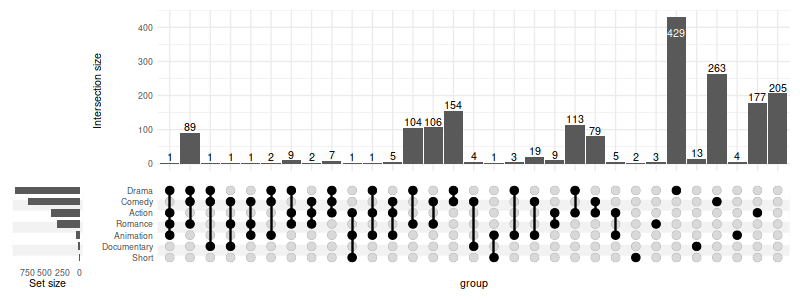 Intersection size
400
300
200
100
0
1 89 1 1 1 2 9 2 7 1 1 5 104 106 154 4 1 3 19 9 113 79 5 2 3 429 13 263 4 177 205
Drama
Comedy
Action
Romance
Animation
Documentary
Short
750 500 250 0
Set size
group